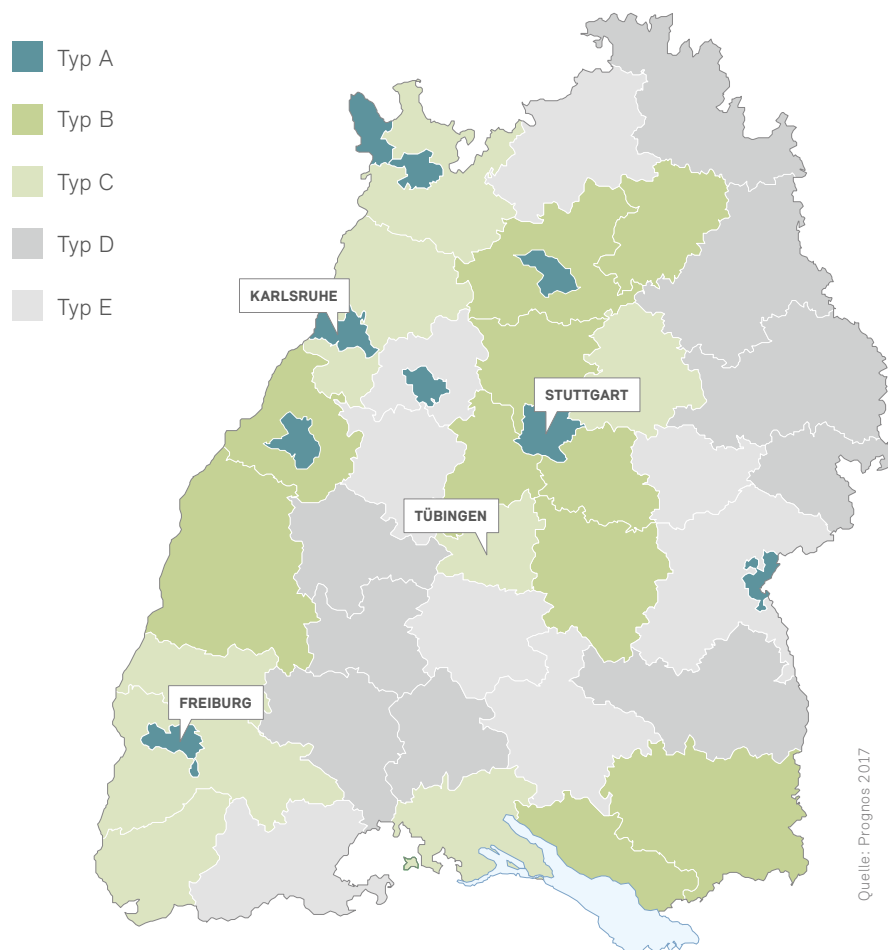 Typ A
Typ B
Typ C
Typ D
Typ E
KARLSRUHE
STUTTGART
TÜBINGEN
FREIBURG
Quelle: Prognos 2017